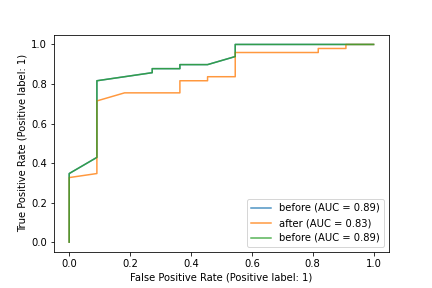 1.0
0.8
0.6
0.4
0.2
0.0
True Positive Rate (Positive label: 1)
before (AUC = 0.89)
after (AUC = 0.83)
before (AUC = 0.89)
0.0 0.2 0.4 0.6 0.8 1.0
False Positive Rate (Positive label: 1)